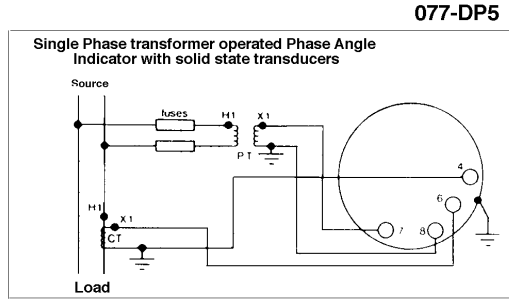 077-DP5
Single Phase transformer operated Phase Angle
Indicator with solid state transducers
Source
fuses
H1
X1
PT
4
6
H1
X1
7
8
CT
Load